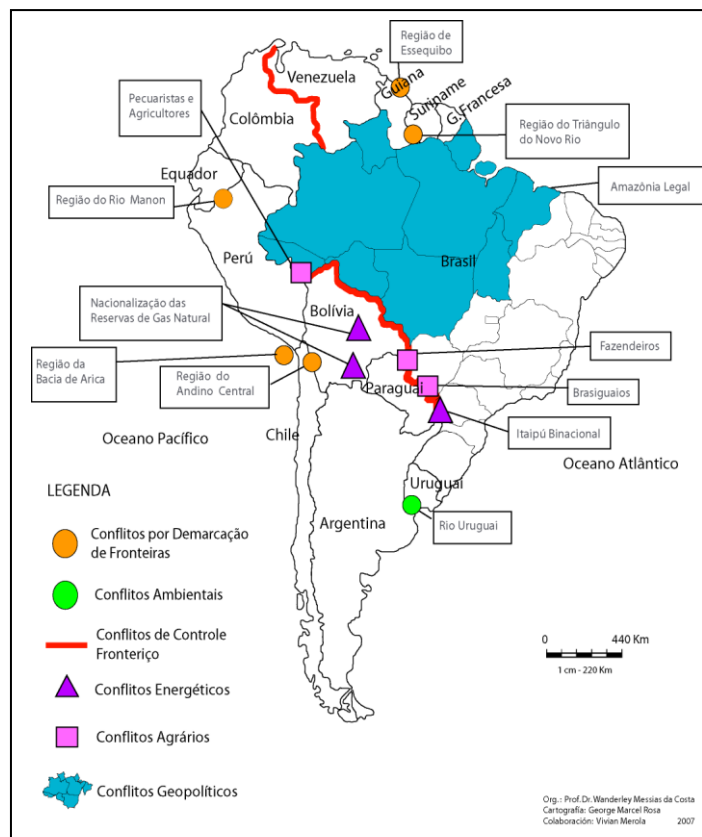 Região de
Essequibo
Venezuela
Guiana
Suriname
G.Francesa
Pecuaristas e
Agricultores
Colômbia
Região do Triângulo
do Novo Rio
Equador
Amazônia Legal
Região do Rio Manon
Perú
Brasil
Nacionalização das
Reservas de Gas Natural
Bolívia
Fazendeiros
Região da
Bacia de Arica
Região do
Andino Central
Paraguai
Brasiguaios
Chile
Itaipú Binacional
Oceano Pacífico
Oceano Atlântico
Uruguai
Argentina
Rio Uruguai
LEGENDA
Conflitos por Demarcação
de Fronteiras
Conflitos Ambientais
Conflitos de Controle
Fronteriço
Conflitos Energéticos
Conflitos Agrários
Conflitos Geopolíticos
0 440 Km
1 cm - 220 Km
Org.: Prof.Dr.Wanderley Messias da Costa
Cartografia: George Marcel Rosa
Colaboración: Vivian Merola 2007